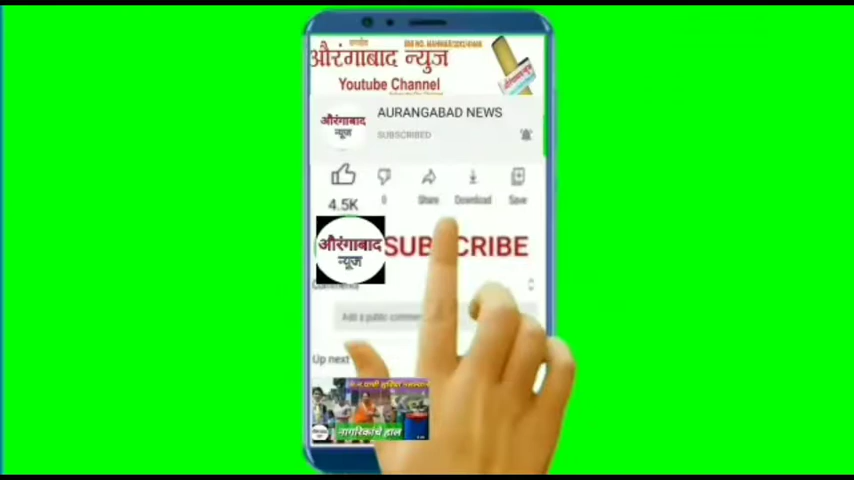 औरंगाबाद न्युज
Youtube Channel
औरंगाबाद
न्यूज
AURANGABAD NEWS
SUBSCRIBED
4.5K
0
Share
Download
Save
औरंगाबाद
न्यूज
SUBSCRIBE
Comments
Add a public comment
Up next
नागरिकांचे हाल